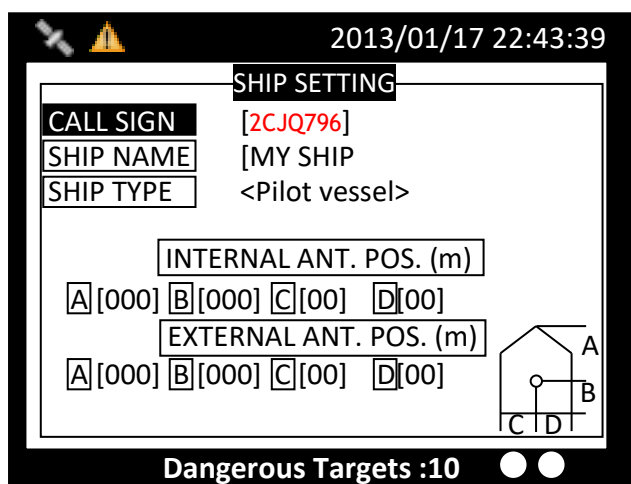 2013/01/17 22:43:39
SHIP SETTING
CALL SIGN [2CJQ796]
SHIP NAME [MY SHIP
SHIP TYPE <Pilot vessel>
INTERNAL ANT. POS. (m)
A [000] B [000] C [00] D [00]
EXTERNAL ANT. POS. (m)
A [000] B [000] C [00] D [00]
A
B
C D
Dangerous Targets :10